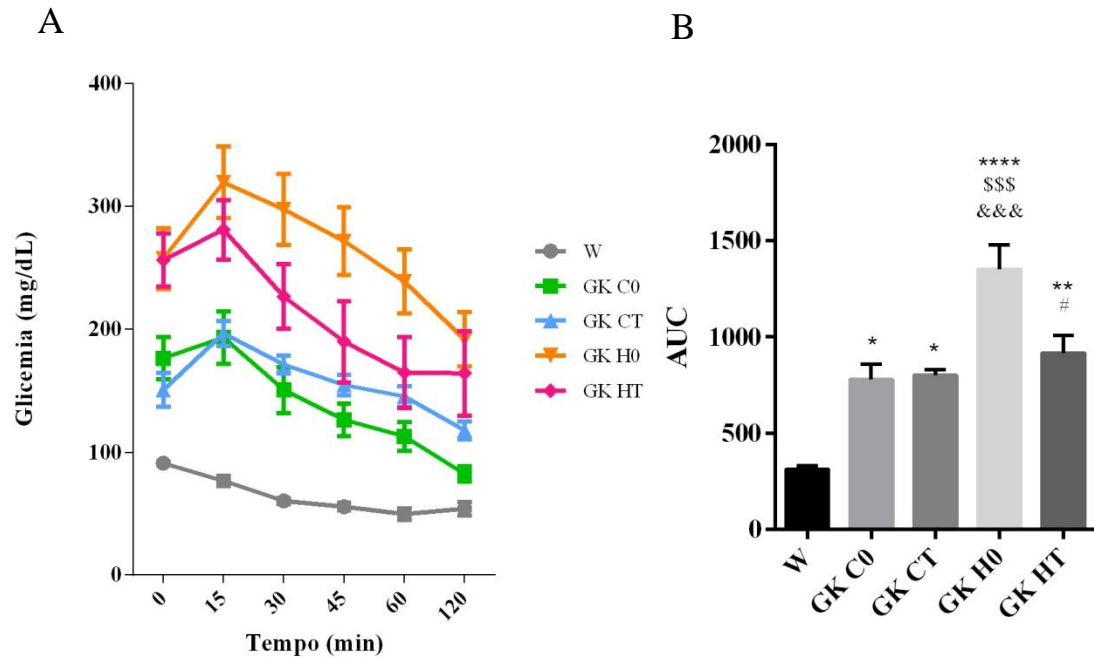 A
400
300
200
100
0
Glicemia (mg/dL)
0
15
30
45
60
120
Tempo (min)
W
GK C0
GK CT
GK H0
GK HT
B
2000
1500
1000
500
0
AUC
*
*
****
$$$
&&&
**
#
W
GK C0
GK CT
GK H0
GK HT